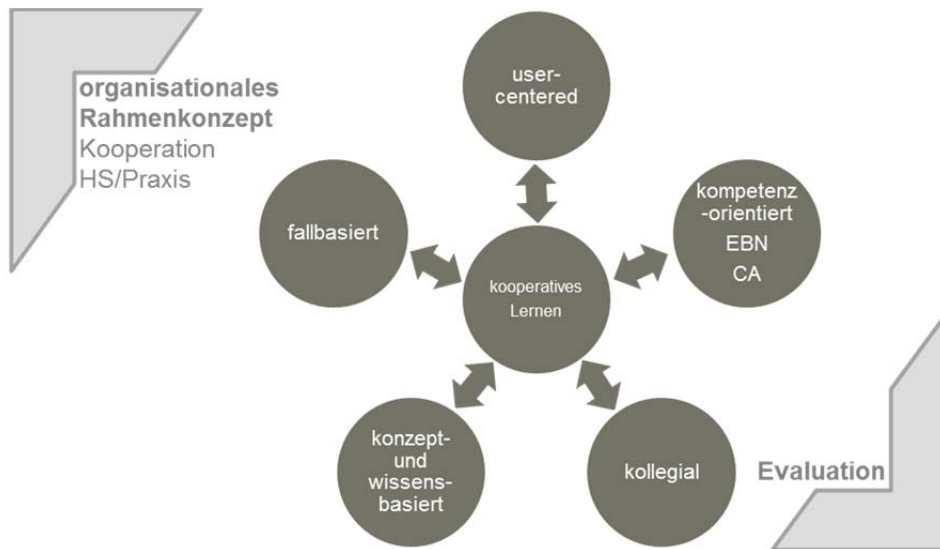 organisationales
Rahmenkonzept
Kooperation
HS/Praxis
user-
centered
kompetenz
-orientiert
EBN
CA
fallbasiert
kooperatives
Lernen
konzept-
und
wissens-
basiert
kollegial
Evaluation